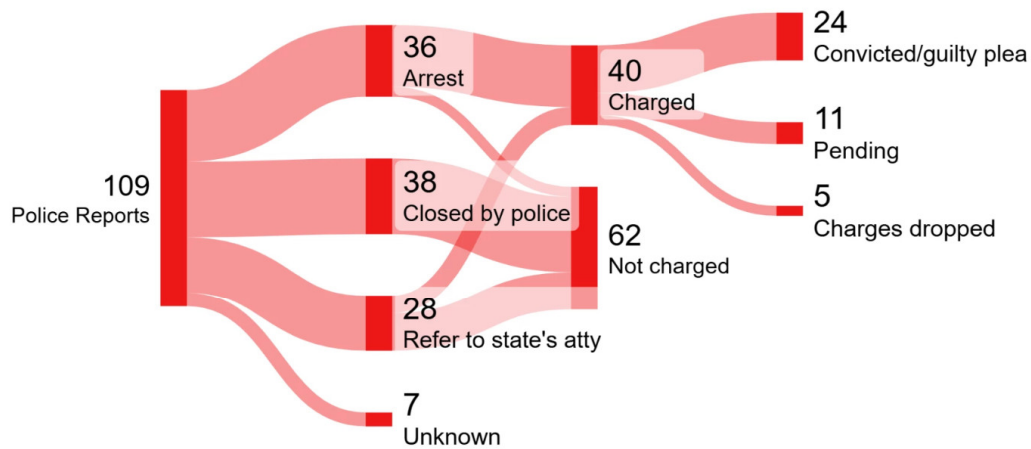 109
Police Reports
36
Arrest
38
Closed by police
28
Refer to state's atty
7
Unknown
40
Charged
62
Not charged
24
Convicted/guilty plea
11
Pending
5
Charges dropped